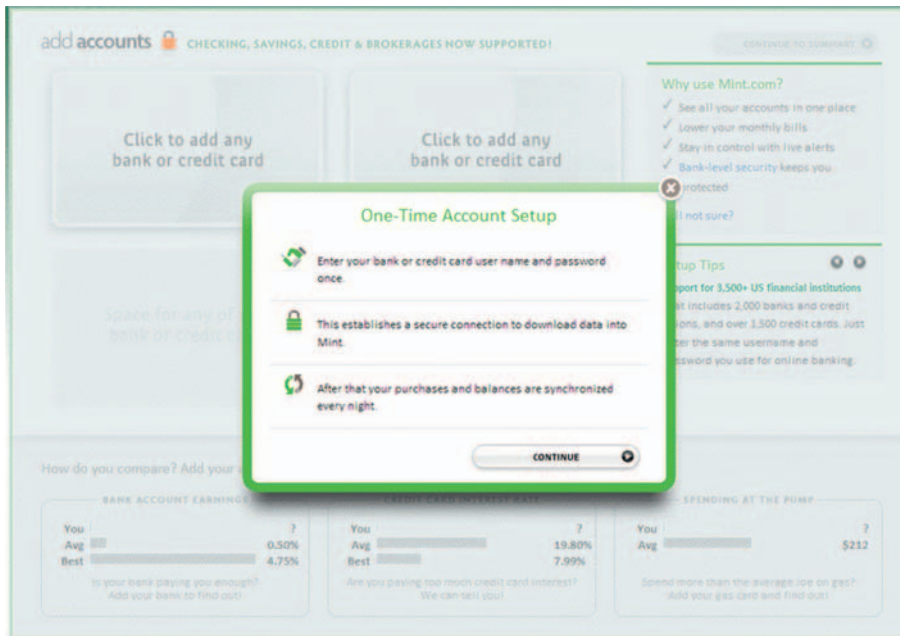 add accounts CHECKING, SAVINGS, CREDIT & BROKERAGES NOW SUPPORTED!
CONTINUE TO SUMMARY
Click to add any
bank or credit card
Click to add any
bank or credit card
Why use Mint.com?
See all your accounts in one place
Lower your monthly bills
Stay in control with live alerts
Bank-level security keeps you
protected
not sure?
One-Time Account Setup
Enter your bank or credit card user name and password
once.
This establishes a secure connection to download data into
Mint.
After that your purchases and balances are synchronized
every night.
CONTINUE
Space for any of
bank or credit
Tips
3,500+ US financial institutions
includes 2,000 banks and credit
and over 1,500 credit cards. Just
the same username and
you use for online banking.
How do you compare? Add your
BANK ACCOUNT EARNINGS
You ?
Avg 0.50%
Best 4.75%
Is your bank paying you enough?
Add your bank to find out!
CREDIT CARD INTEREST RATE
You ?
Avg 19.80%
Best 7.99%
Are you paying too much credit card interest?
We can tell you!
SPENDING AT THE PUMP
You ?
Avg $212
Spend more than the average Joe on gas?
Add your gas card and find out!